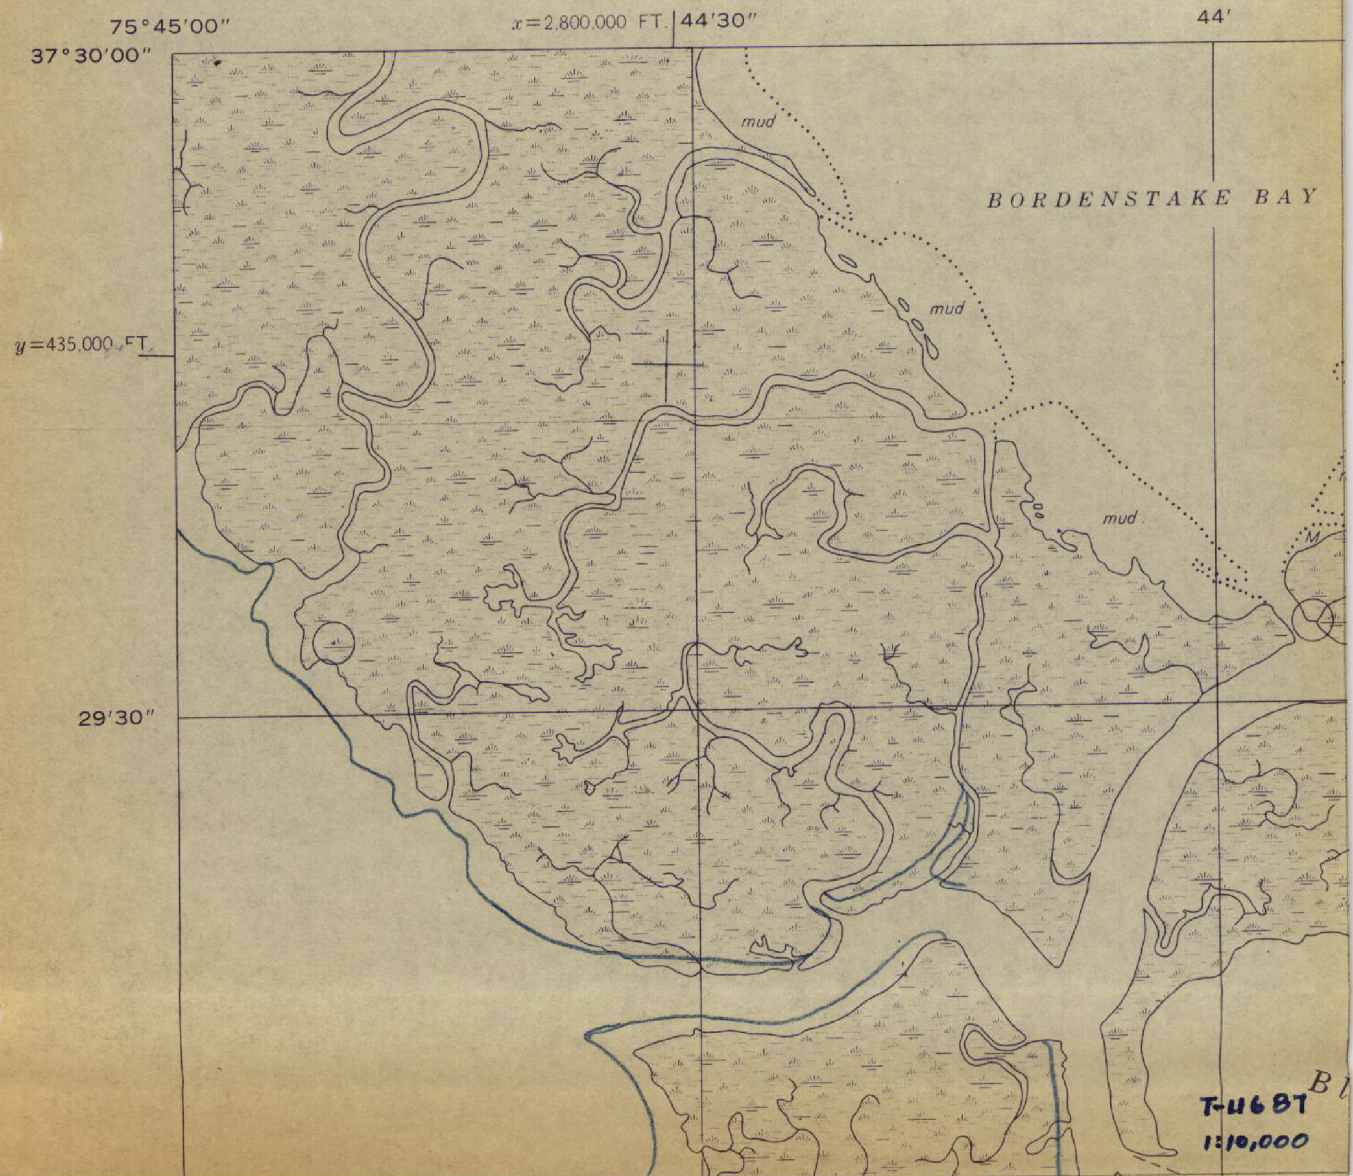 75°45'00" x=2,800,000 FT. 44'30" 44'
37°30'00"
mud
BORDENSTAKE BAY
mud
y=435,000 FT.
mud
M
29'30"
Bl
T-11687
1:10,000